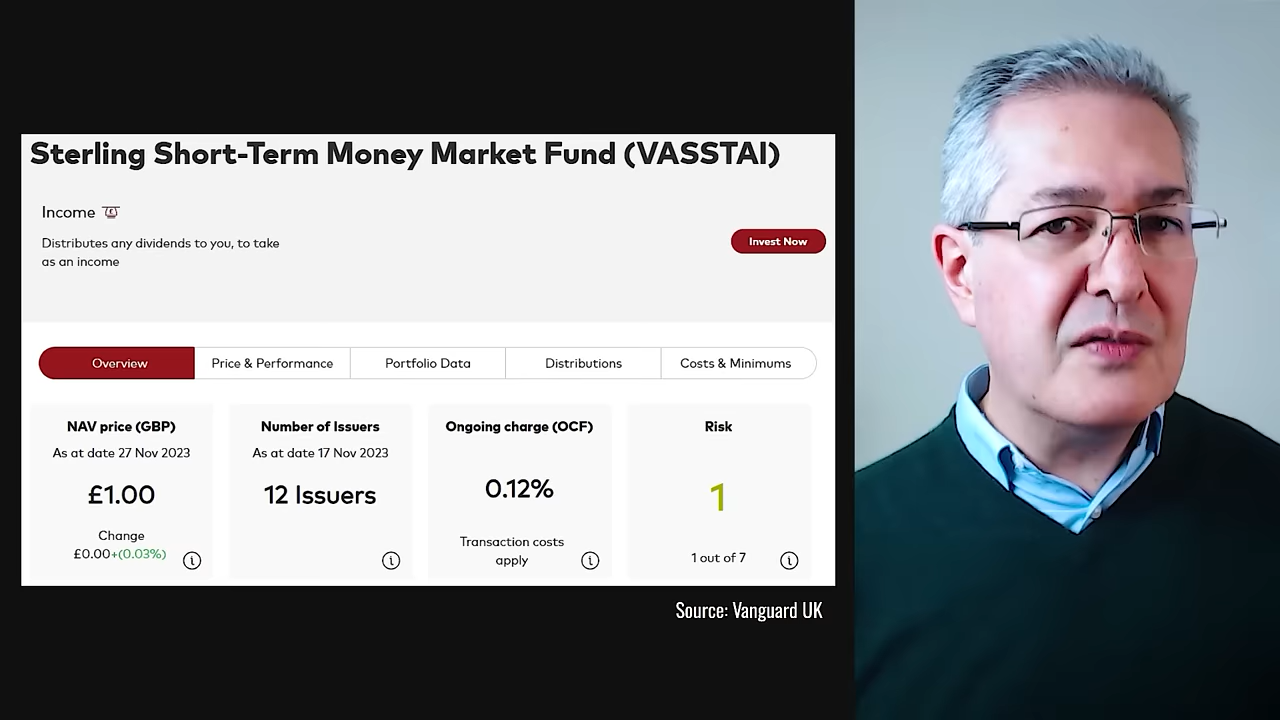 Sterling Short-Term Money Market Fund (VASSTAI)
Income
Distributes any dividends to you, to take
as an income
Invest Now
Overview
Price & Performance
Portfolio Data
Distributions
Costs & Minimums
NAV price (GBP)
As at date 27 Nov 2023
£1.00
Change
£0.00+(0.03%)
Number of Issuers
As at date 17 Nov 2023
12 Issuers
Ongoing charge (OCF)
0.12%
Transaction costs
apply
Risk
1
1 out of 7
Source: Vanguard UK